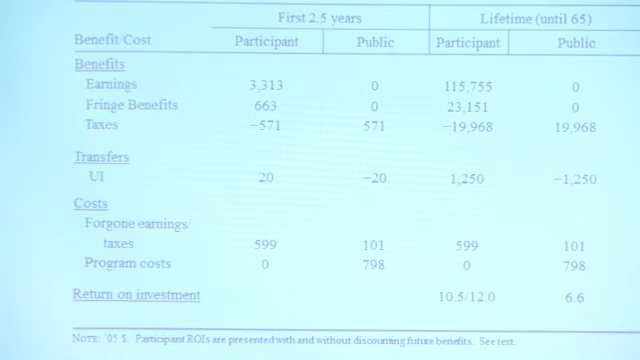 First 2.5 years Lifetime (until 65)
Benefit/Cost Participant Public Participant Public
Benefits
Earnings 3,313 0 115,755 0
Fringe Benefits 663 0 23,151 0
Taxes −571 571 −19,968 19,968
Transfers
UI 20 −20 1,250 −1,250
Costs
Forgone earnings/
taxes 599 101 599 101
Program costs 0 798 0 798
Return on investment 10.5/12.0 6.6
NOTE: '05 $. Participant ROIs are presented with and without discounting future benefits. See text.